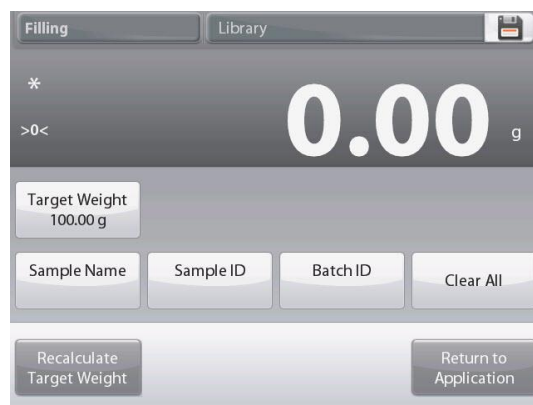 Filling
Library
*
>0<
0.00 g
Target Weight
100.00 g
Sample Name
Sample ID
Batch ID
Clear All
Recalculate
Target Weight
Return to
Application